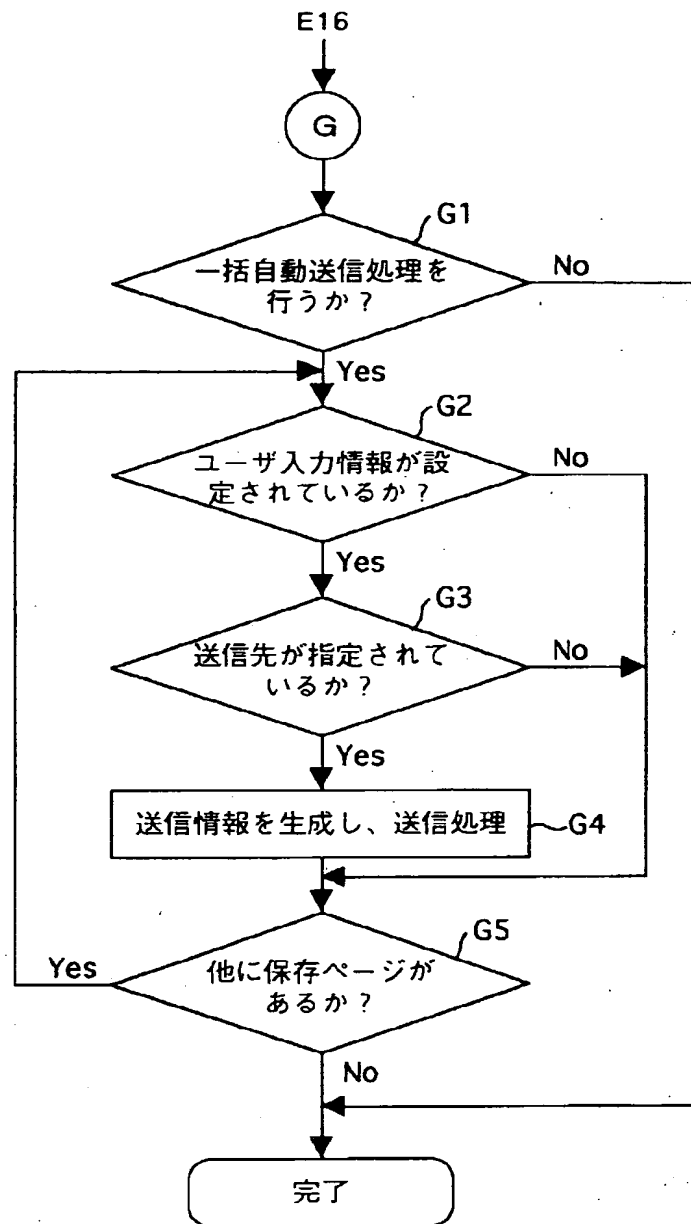 E16
G
G1
一括自動送信処理を
行うか？
No
Yes
G2
ユーザ入力情報が設
定されているか？
No
Yes
G3
送信先が指定されて
いるか？
No
Yes
送信情報を生成し、送信処理
G4
G5
他に保存ページが
あるか？
Yes
No
完了